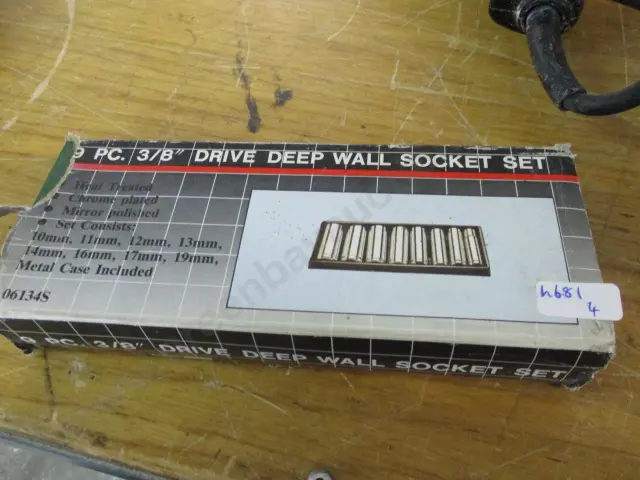 9 PC. 3/8" DRIVE DEEP WALL SOCKET SET
Heat Treated
Chrome plated
Mirror polished
Set Consists:
10mm, 11mm, 12mm, 13mm,
14mm, 16mm, 17mm, 19mm,
Metal Case Included
06134S
h681
4
9 PC. 3/8" DRIVE DEEP WALL SOCKET SET